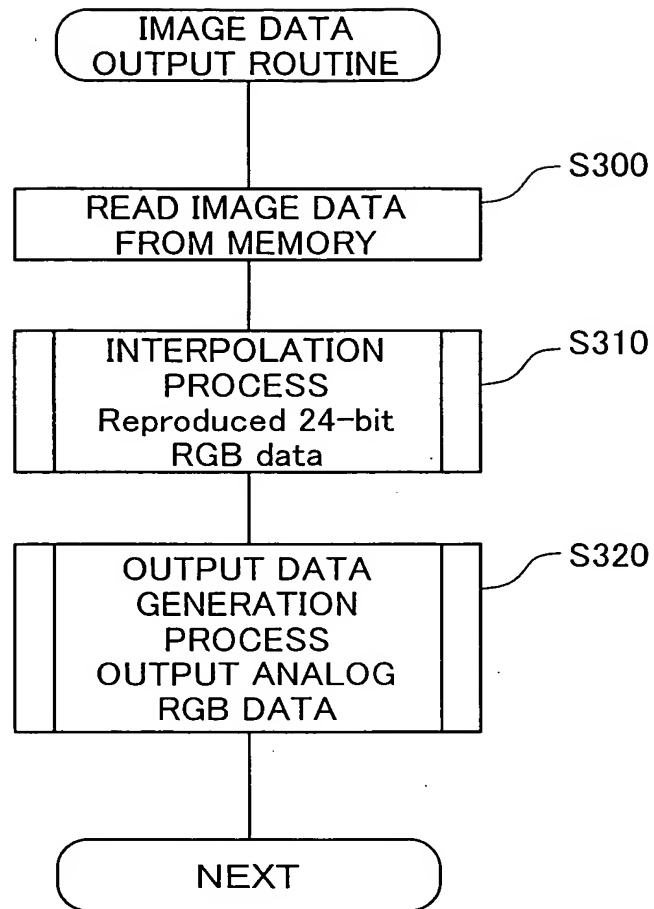 IMAGE DATA
OUTPUT ROUTINE
S300
READ IMAGE DATA
FROM MEMORY
S310
INTERPOLATION
PROCESS
Reproduced 24-bit
RGB data
S320
OUTPUT DATA
GENERATION
PROCESS
OUTPUT ANALOG
RGB DATA
NEXT